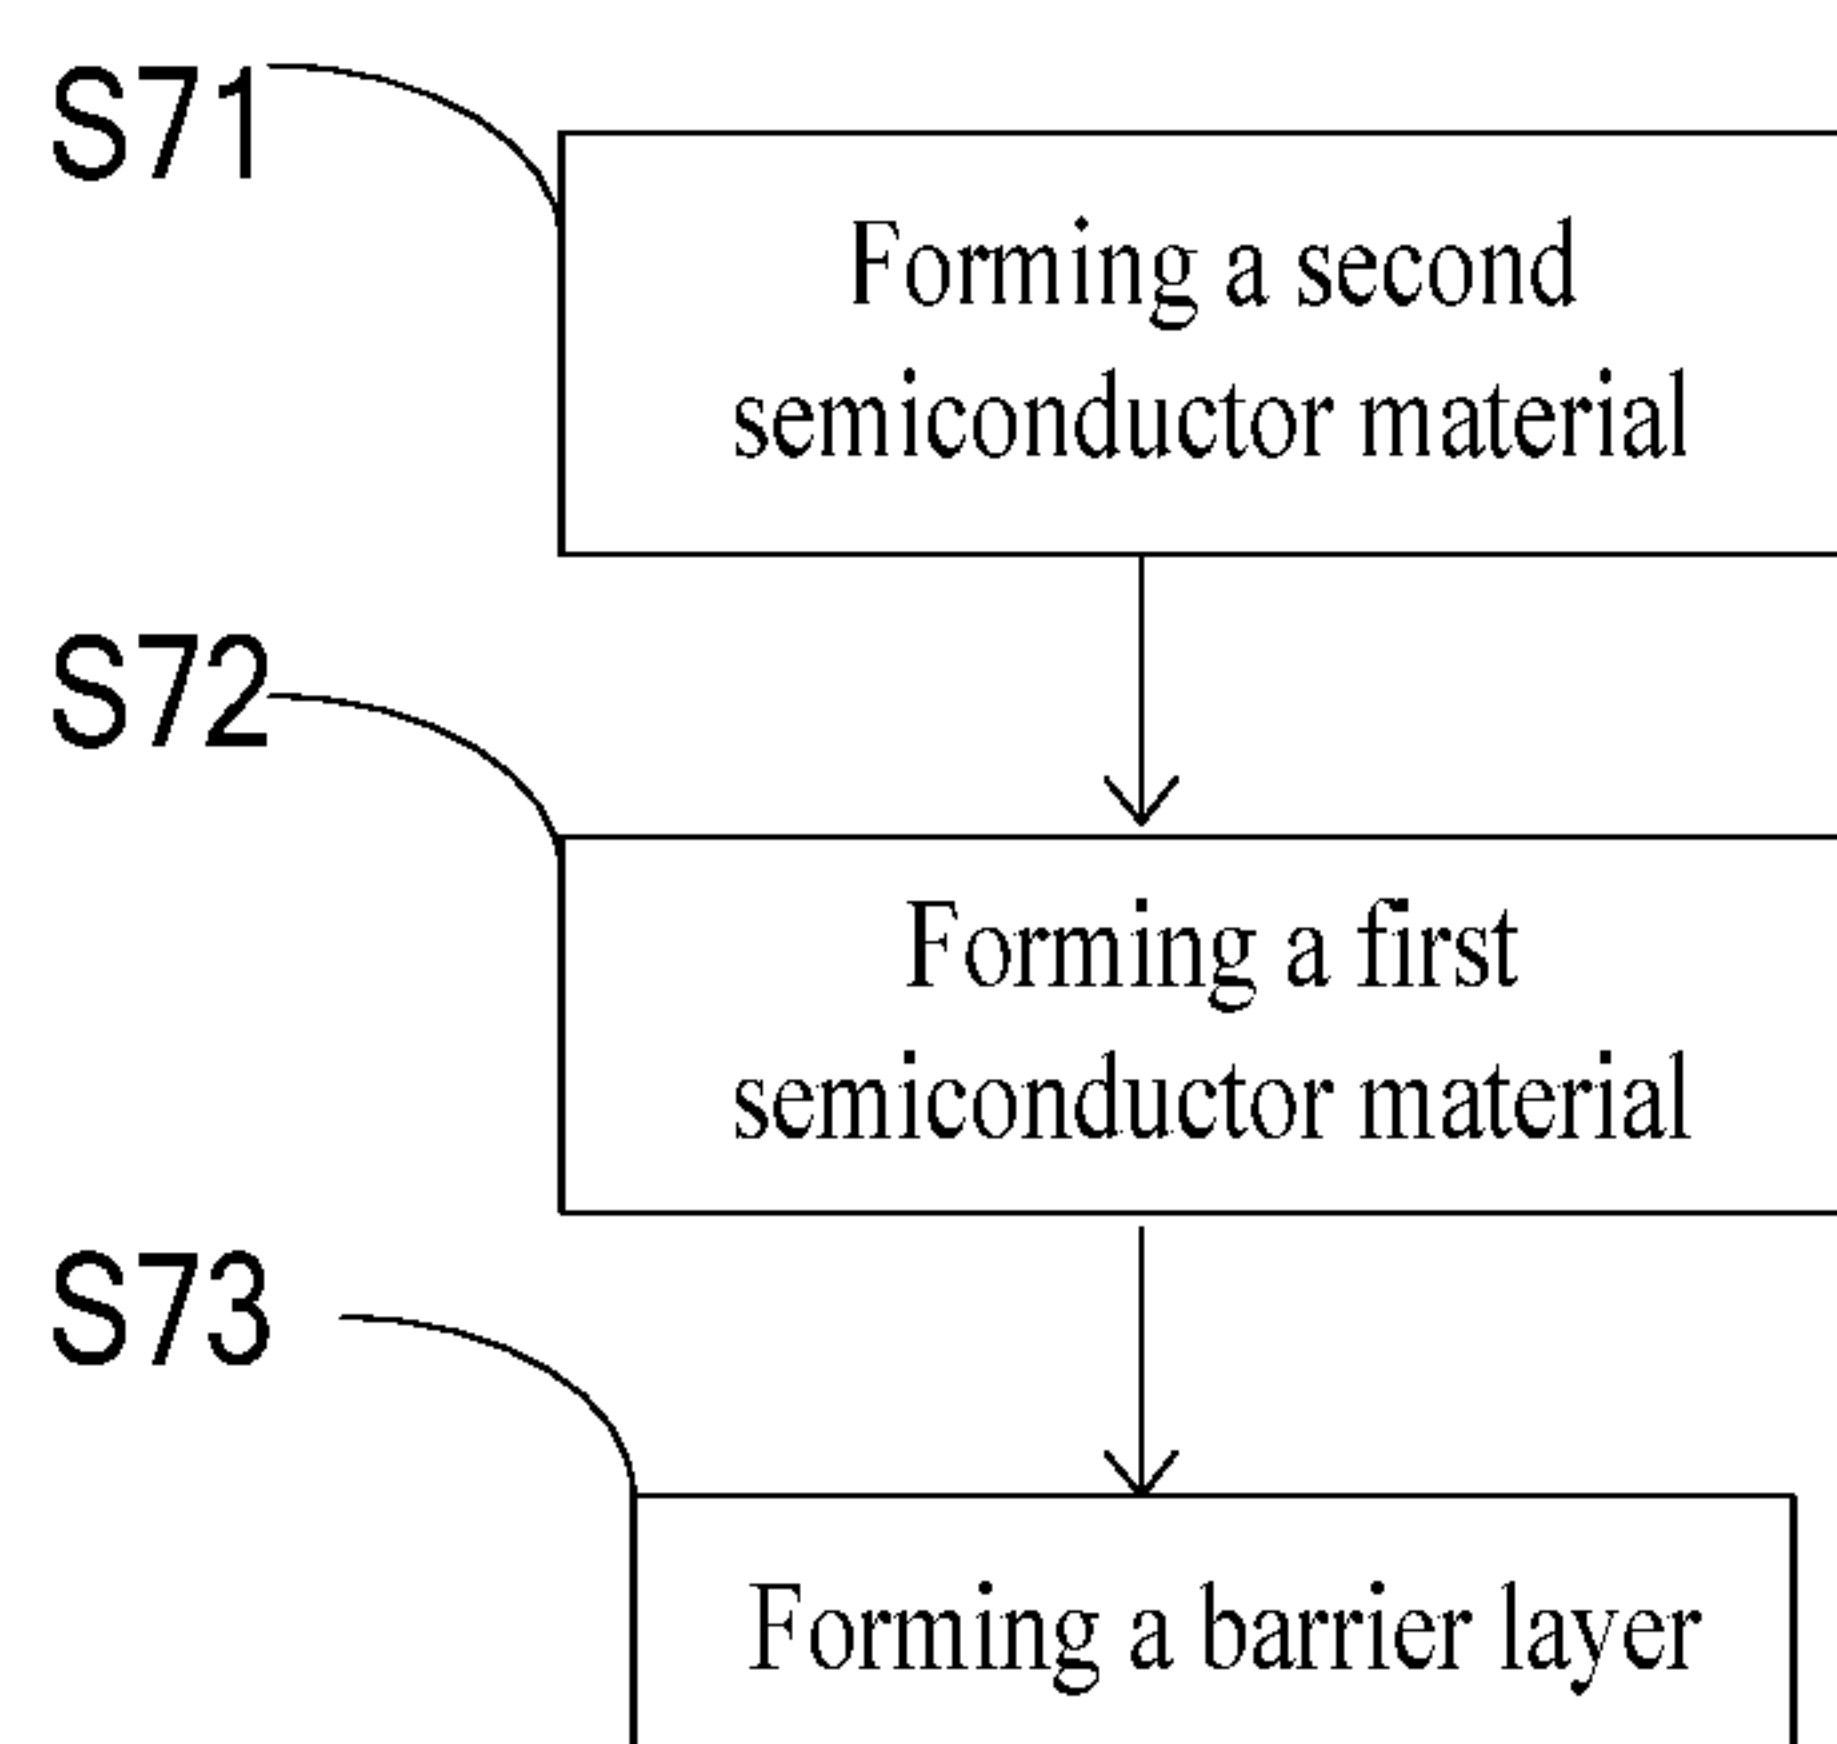 S71
Forming a second
semiconductor material
S72
Forming a first
semiconductor material
S73
Forming a barrier layer